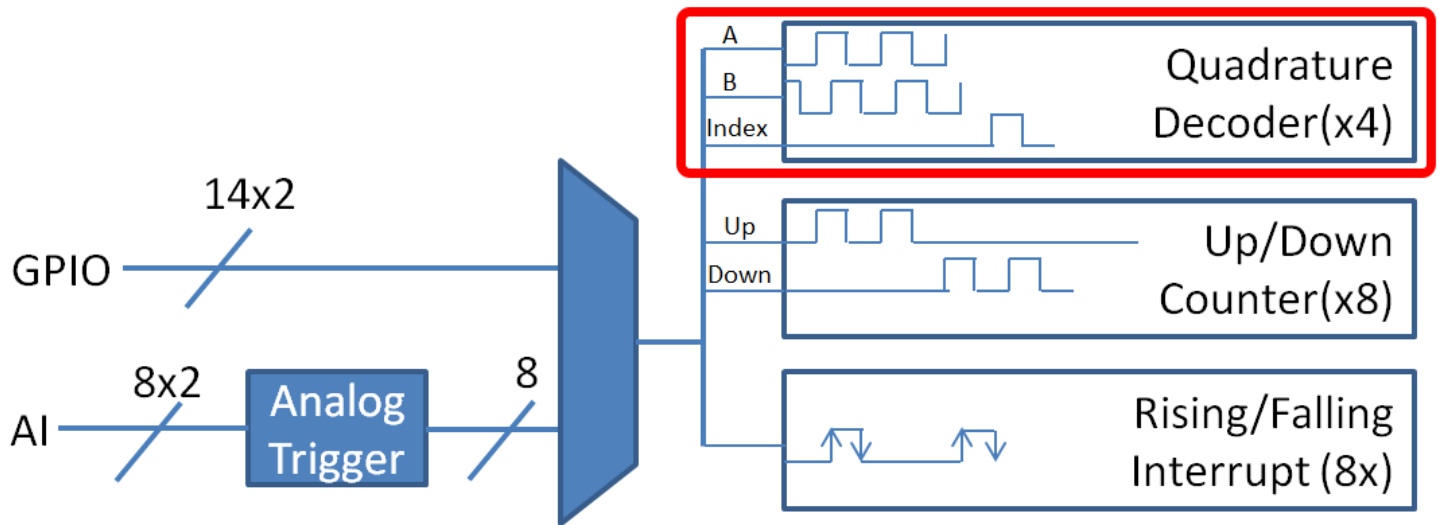 A
B
Index
Quadrature
Decoder(x4)
14x2
GPIO
Up
Down
Up/Down
Counter(x8)
8x2
AI
Analog
Trigger
8
Rising/Falling
Interrupt (8x)